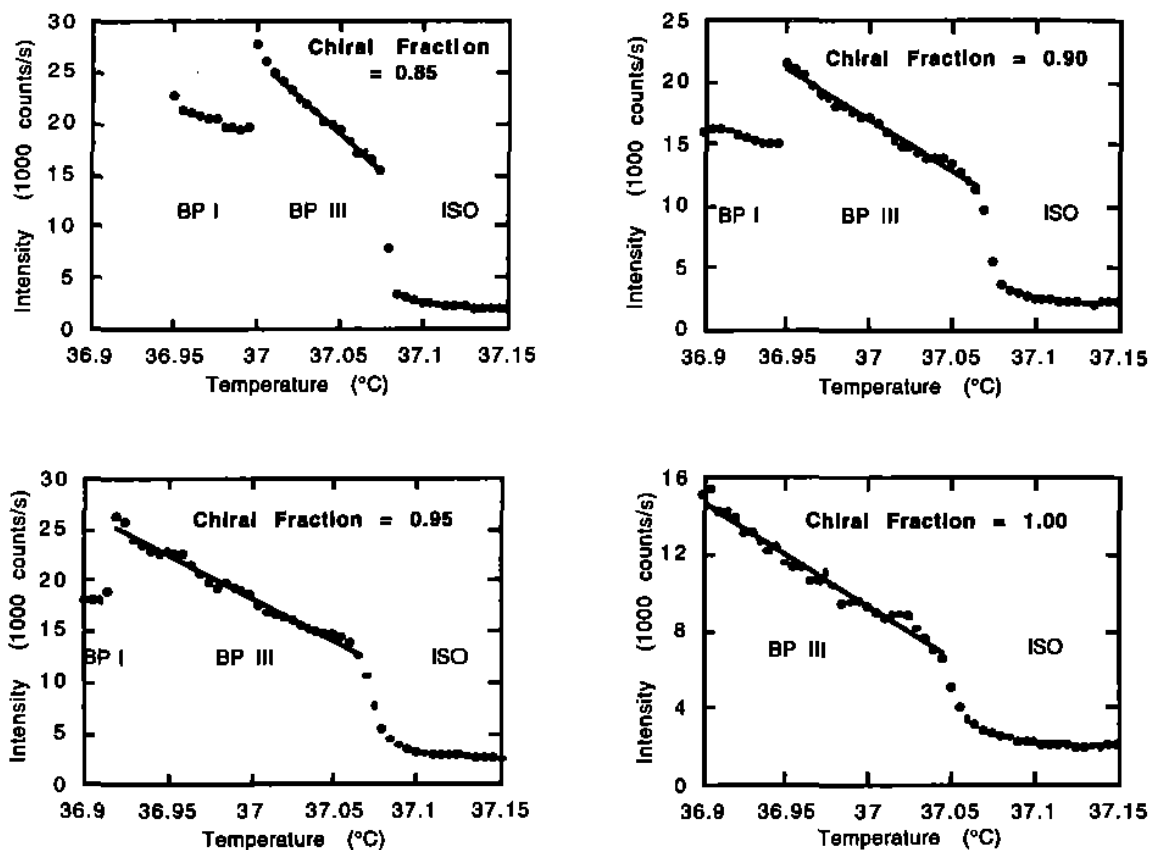 30
25
20
15
10
5
0
Intensity (1000 counts/s)
Chiral Fraction
= 0.85
BP I
BP III
ISO
36.9 36.95 37 37.05 37.1 37.15
Temperature (°C)
25
20
15
10
5
0
Intensity (1000 counts/s)
Chiral Fraction = 0.90
BP I
BP III
ISO
36.9 36.95 37 37.05 37.1 37.15
Temperature (°C)
30
25
20
15
10
5
0
Intensity (1000 counts/s)
Chiral Fraction = 0.95
BP I
BP III
ISO
36.9 36.95 37 37.05 37.1 37.15
Temperature (°C)
16
12
8
4
0
Intensity (1000 counts/s)
Chiral Fraction = 1.00
BP III
ISO
36.9 36.95 37 37.05 37.1 37.15
Temperature (°C)